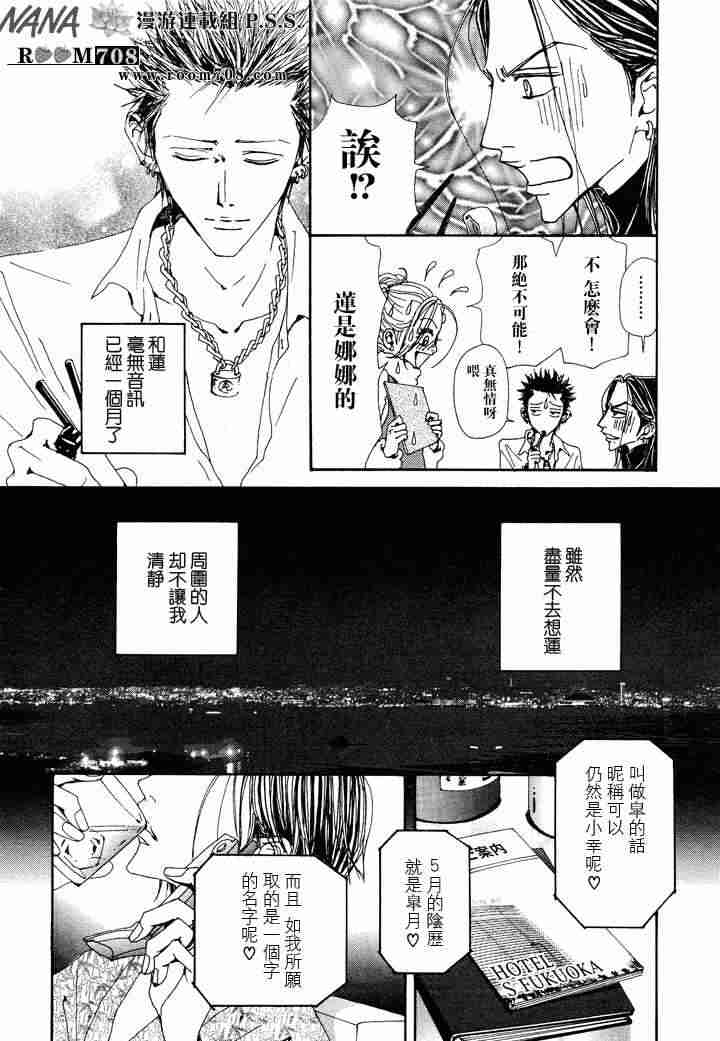 NANA
漫游連載組 P.S.S.
ROOM708
www.room708.com
誒!?
………
不 怎麼會！
那絕不可能！
真無情呀
喂
蓮是娜娜的
和蓮
毫無音訊
已經一個月了
雖然
盡量不去想蓮
周圍的人
却不讓我
清靜
叫做皐的話
昵稱可以
仍然是小幸呢♡
5月的陰歷
就是皐月♡
而且 如我所願
取的是一個字
的名字呢♡
案内
HOTEL
S FUKUOKA